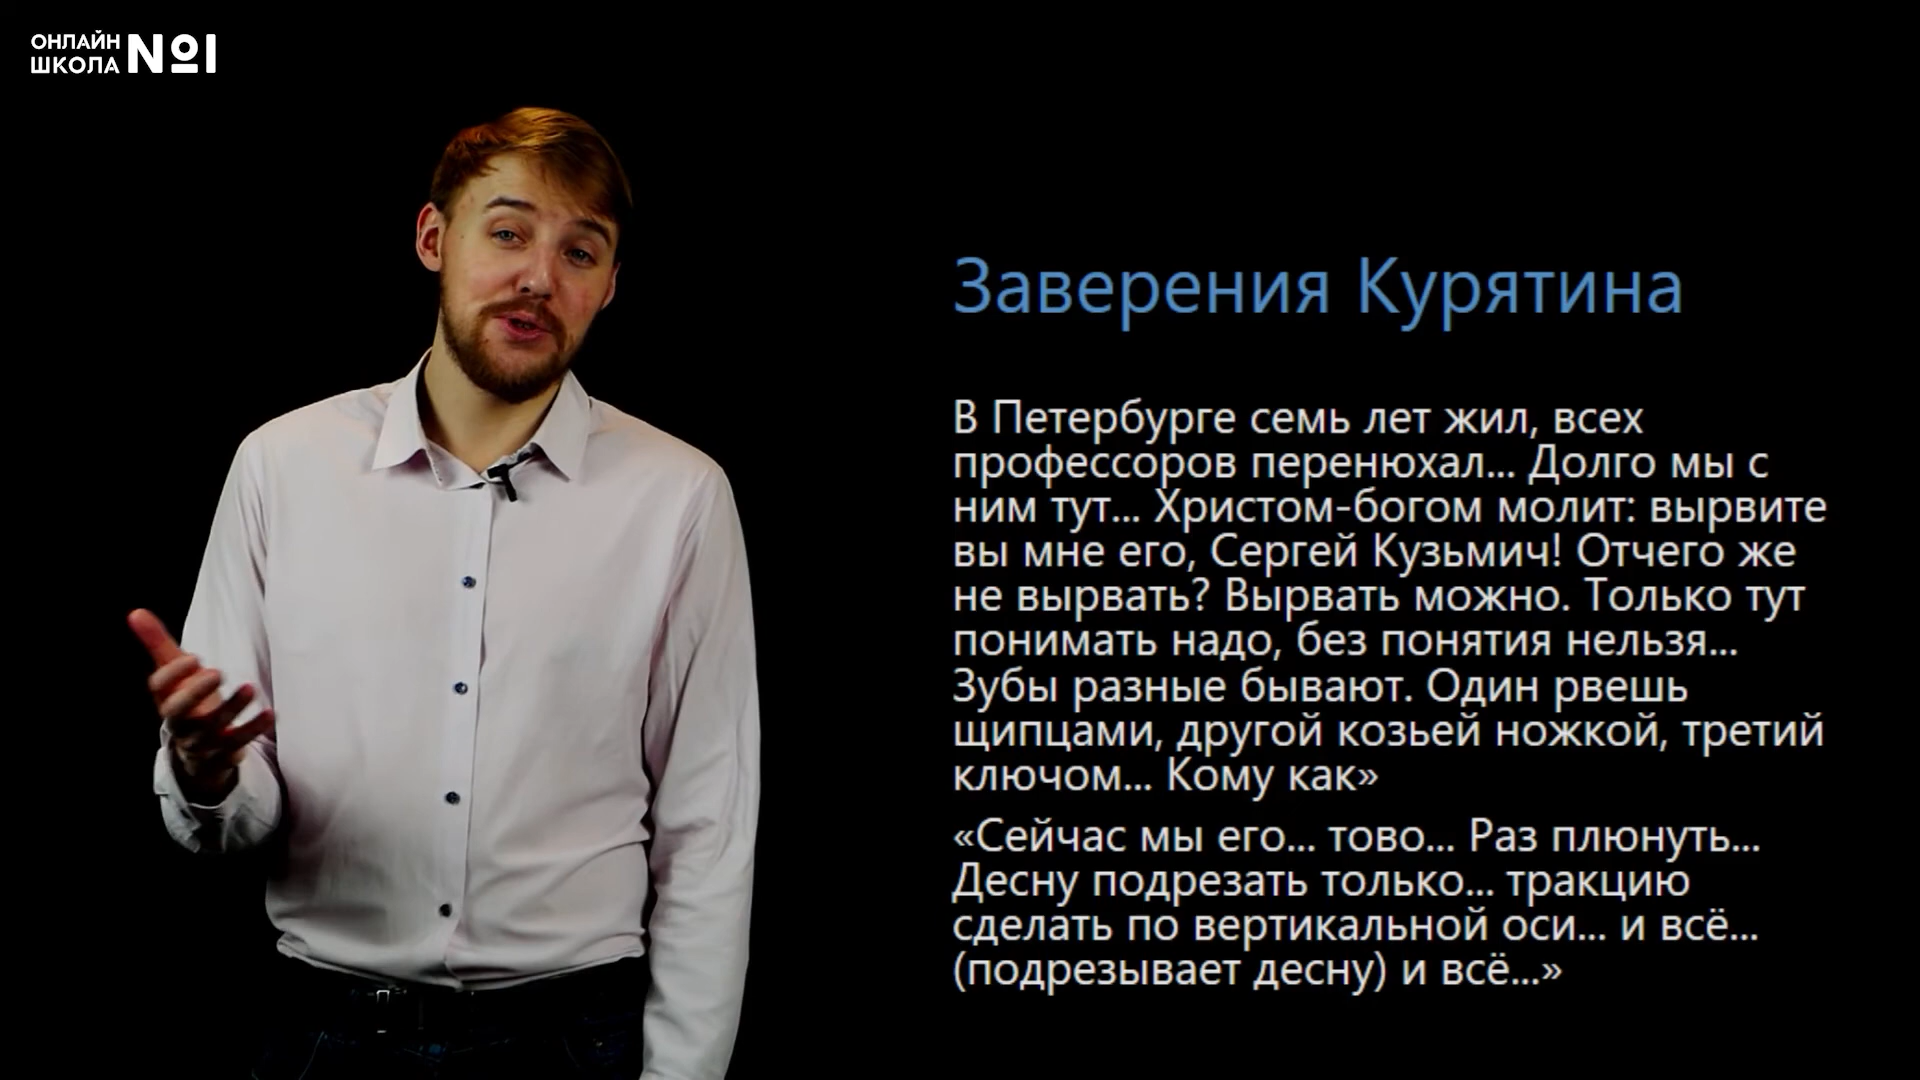 ОНЛАЙН
ШКОЛА №1
Заверения Курятина
В Петербурге семь лет жил, всех
профессоров перенюхал... Долго мы с
ним тут... Христом-богом молит: вырвите
вы мне его, Сергей Кузьмич! Отчего же
не вырвать? Вырвать можно. Только тут
понимать надо, без понятия нельзя...
Зубы разные бывают. Один рвешь
щипцами, другой козьей ножкой, третий
ключом... Кому как»
«Сейчас мы его... тово... Раз плюнуть...
Десну подрезать только... тракцию
сделать по вертикальной оси... и всё...
(подрезывает десну) и всё...»